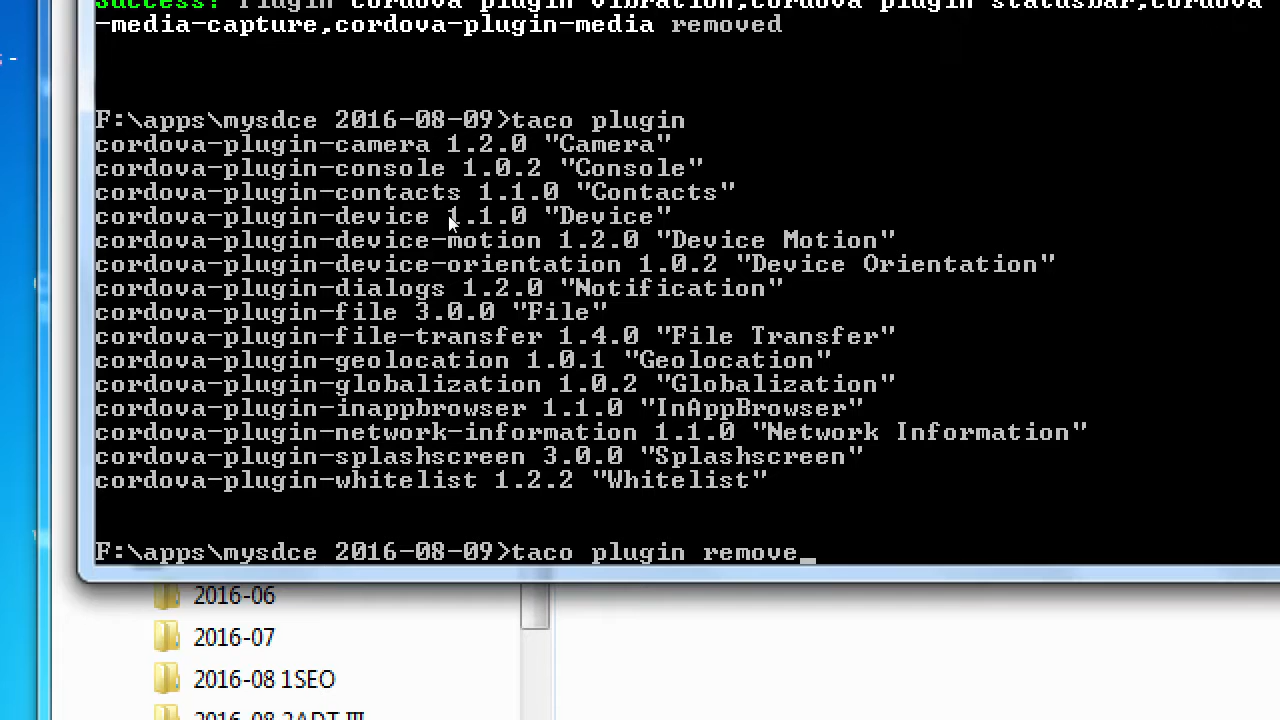 Success! Plugin cordova-plugin-vibration,cordova-plugin-statusbar,cordova
-media-capture,cordova-plugin-media removed
F:\apps\mysdce 2016-08-09>taco plugin
cordova-plugin-camera 1.2.0 "Camera"
cordova-plugin-console 1.0.2 "Console"
cordova-plugin-contacts 1.1.0 "Contacts"
cordova-plugin-device 1.1.0 "Device"
cordova-plugin-device-motion 1.2.0 "Device Motion"
cordova-plugin-device-orientation 1.0.2 "Device Orientation"
cordova-plugin-dialogs 1.2.0 "Notification"
cordova-plugin-file 3.0.0 "File"
cordova-plugin-file-transfer 1.4.0 "File Transfer"
cordova-plugin-geolocation 1.0.1 "Geolocation"
cordova-plugin-globalization 1.0.2 "Globalization"
cordova-plugin-inappbrowser 1.1.0 "InAppBrowser"
cordova-plugin-network-information 1.1.0 "Network Information"
cordova-plugin-splashscreen 3.0.0 "Splashscreen"
cordova-plugin-whitelist 1.2.2 "Whitelist"
F:\apps\mysdce 2016-08-09>taco plugin remove_
2016-06
2016-07
2016-08 1SEO
2016-08 2ADT III